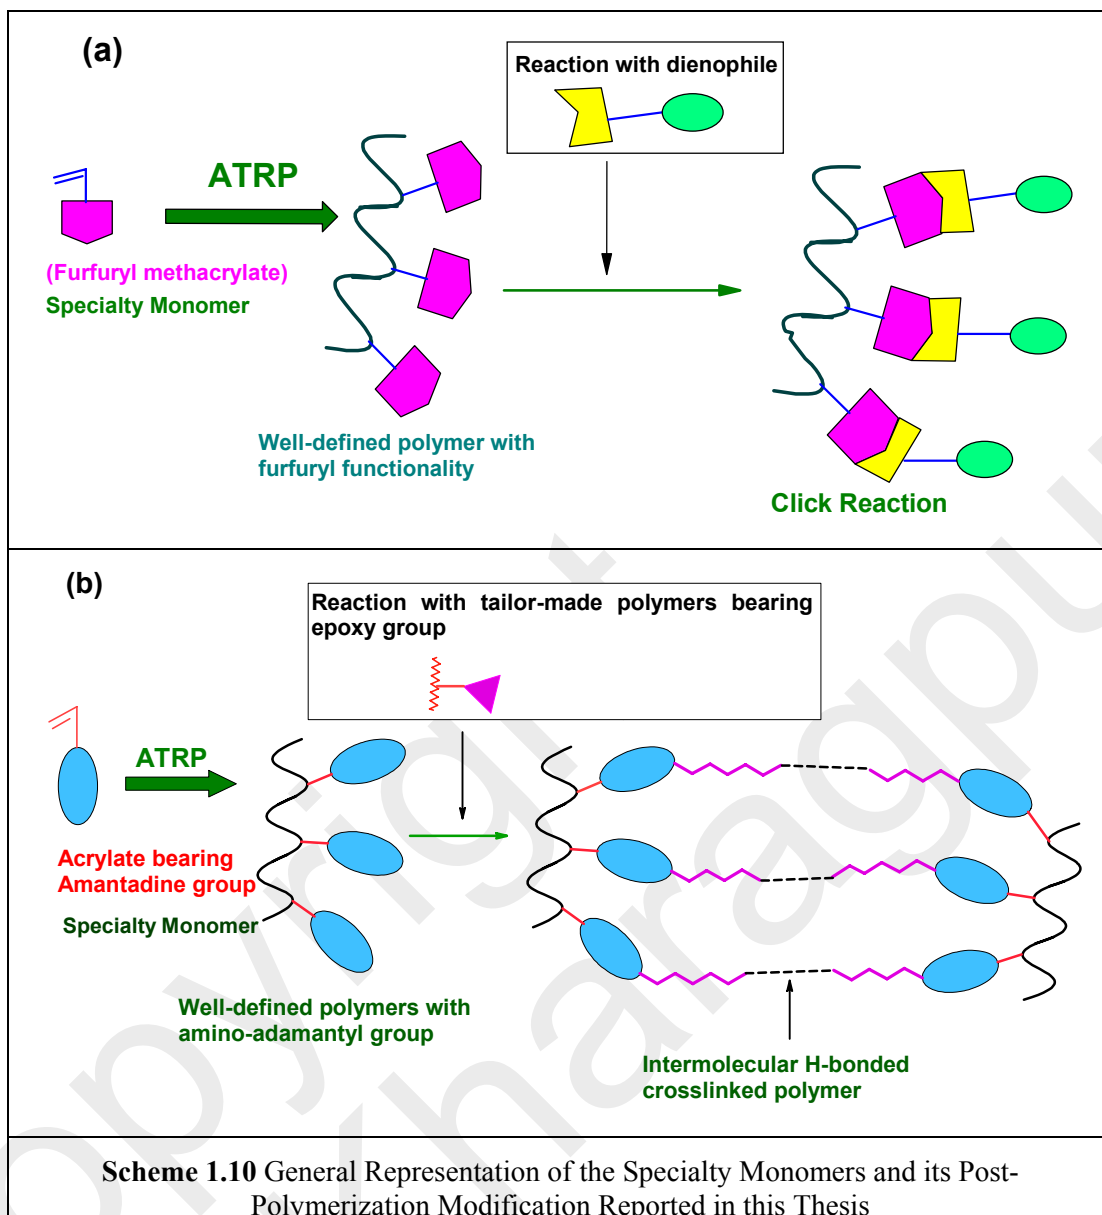 (a)
Reaction with dienophile
ATRP
(Furfuryl methacrylate)
Specialty Monomer
Well-defined polymer with
furfuryl functionality
Click Reaction
(b)
Reaction with tailor-made polymers bearing
epoxy group
ATRP
Acrylate bearing
Amantadine group
Specialty Monomer
Well-defined polymers with
amino-adamantyl group
Intermolecular H-bonded
crosslinked polymer
Scheme 1.10 General Representation of the Specialty Monomers and its Post-
Polymerization Modification Reported in this Thesis